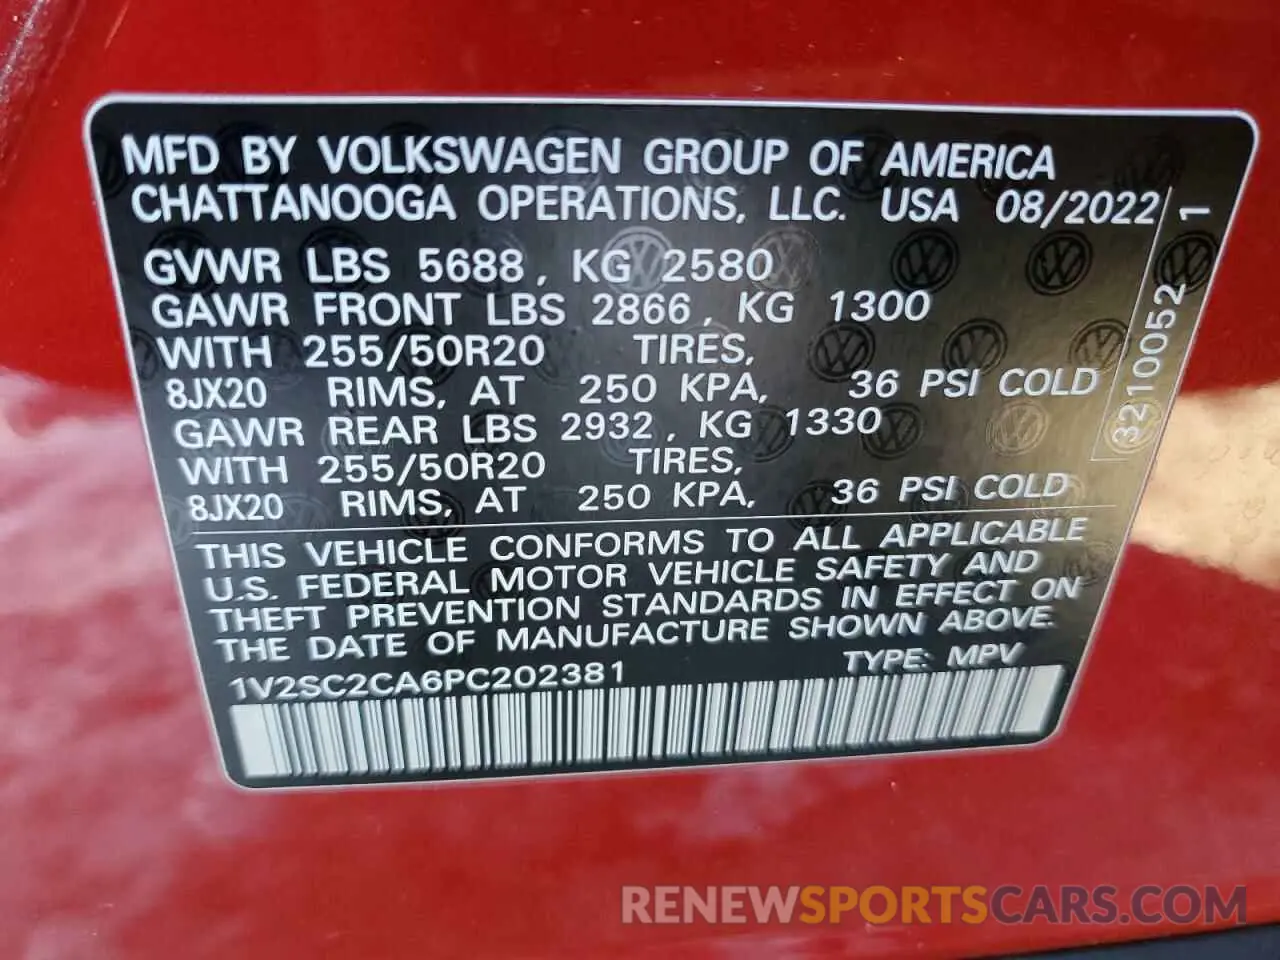 MFD BY VOLKSWAGEN GROUP OF AMERICA
CHATTANOOGA OPERATIONS, LLC. USA 08/2022
GVWR LBS 5688, KG 2580
GAWR FRONT LBS 2866, KG 1300
WITH 255/50R20 TIRES,
8JX20 RIMS, AT 250 KPA, 36 PSI COLD
GAWR REAR LBS 2932, KG 1330
WITH 255/50R20 TIRES,
8JX20 RIMS, AT 250 KPA, 36 PSI COLD
3210052 1
THIS VEHICLE CONFORMS TO ALL APPLICABLE
U.S. FEDERAL MOTOR VEHICLE SAFETY AND
THEFT PREVENTION STANDARDS IN EFFECT ON
THE DATE OF MANUFACTURE SHOWN ABOVE.
1V2SC2CA6PC202381 TYPE: MPV
RENEWSPORTSCARS.COM